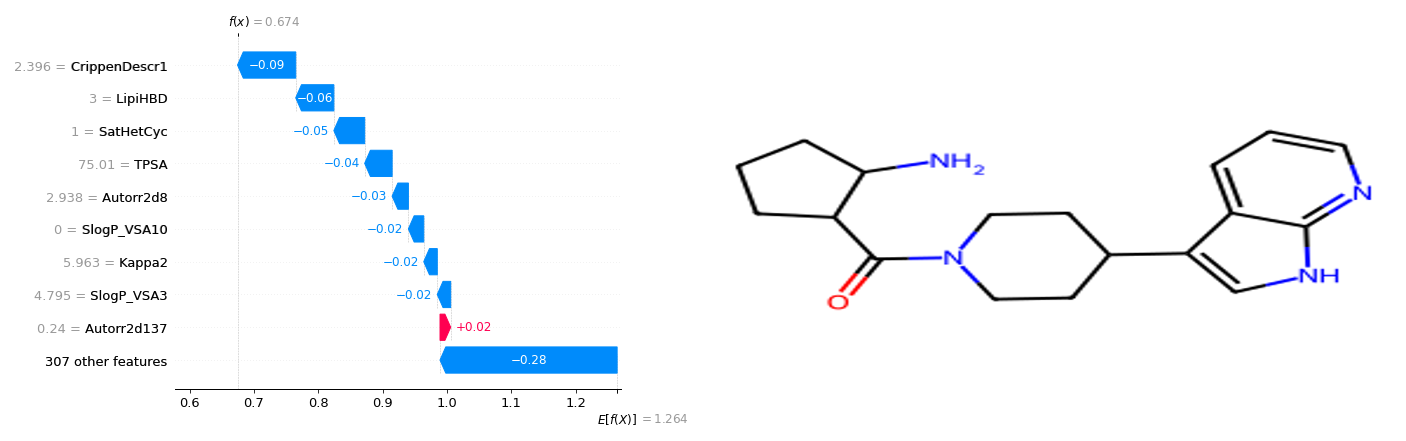 f(x) = 0.674
2.396 = CrippenDescr1
−0.09
3 = LipiHBD
−0.06
1 = SatHetCyc
−0.05
75.01 = TPSA
−0.04
2.938 = Autorr2d8
−0.03
0 = SlogP_VSA10
−0.02
5.963 = Kappa2
−0.02
4.795 = SlogP_VSA3
−0.02
0.24 = Autorr2d137
+0.02
307 other features
−0.28
0.6 0.7 0.8 0.9 1.0 1.1 1.2
E[f(X)] = 1.264
NH2
N
O
N
NH